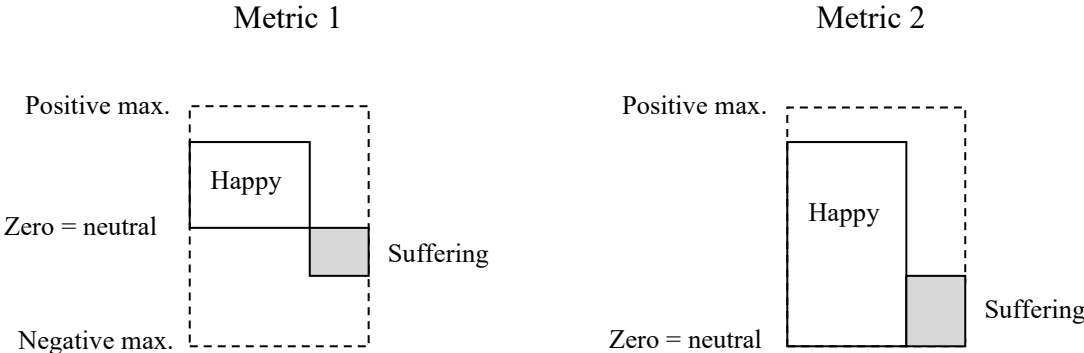 Metric 1
Metric 2
Positive max.
Happy
Zero = neutral
Suffering
Negative max.
Positive max.
Happy
Suffering
Zero = neutral